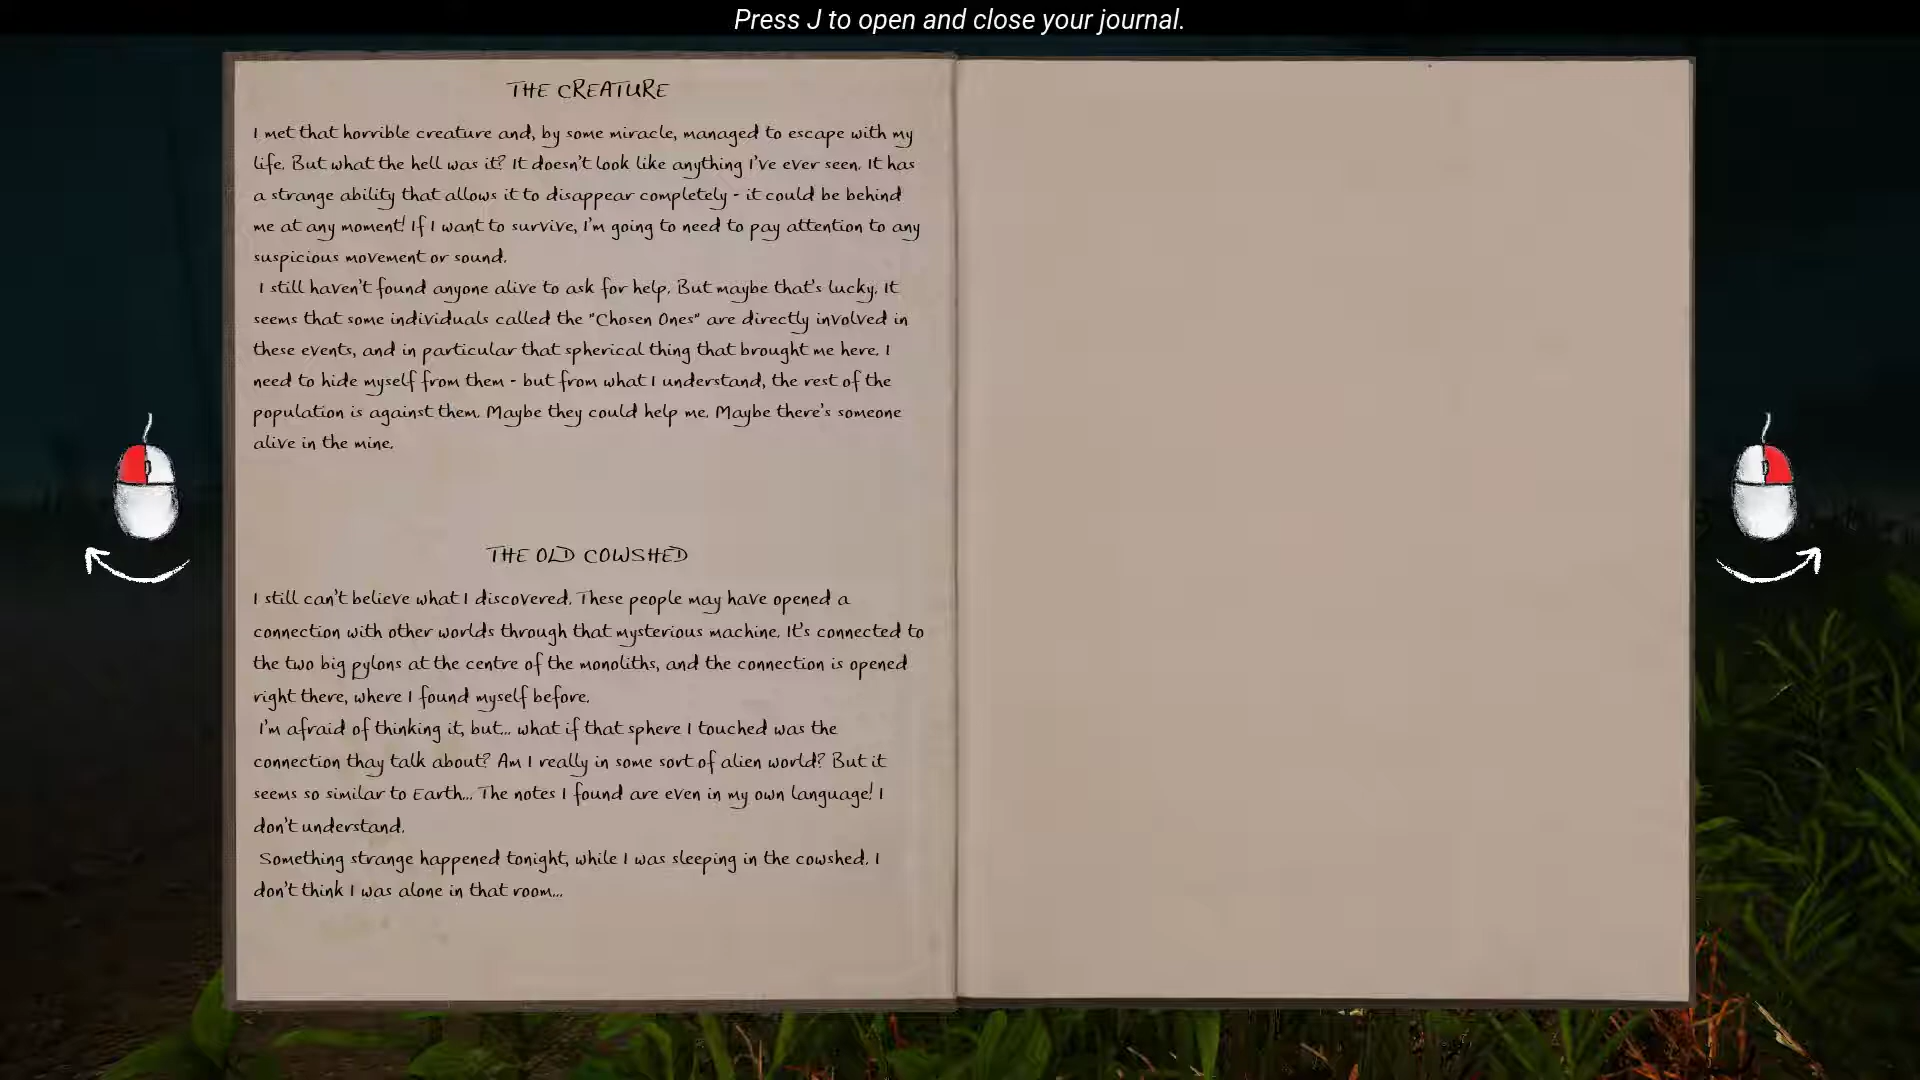 Press J to open and close your journal.
THE CREATURE
I met that horrible creature and, by some miracle, managed to escape with my
life. But what the hell was it? It doesn't look like anything I've ever seen. It has
a strange ability that allows it to disappear completely - it could be behind
me at any moment! If I want to survive, I'm going to need to pay attention to any
suspicious movement or sound.
I still haven't found anyone alive to ask for help. But maybe that's lucky. It
seems that some individuals called the "Chosen Ones" are directly involved in
these events, and in particular that spherical thing that brought me here. I
need to hide myself from them - but from what I understand, the rest of the
population is against them. Maybe they could help me. Maybe there's someone
alive in the mine.
THE OLD COWSHED
I still can't believe what I discovered. These people may have opened a
connection with other worlds through that mysterious machine. It's connected to
the two big pylons at the centre of the monoliths, and the connection is opened
right there, where I found myself before.
I'm afraid of thinking it, but... what if that sphere I touched was the
connection thay talk about? Am I really in some sort of alien world? But it
seems so similar to Earth... The notes I found are even in my own language! I
don't understand.
Something strange happened tonight, while I was sleeping in the cowshed. I
don't think I was alone in that room...